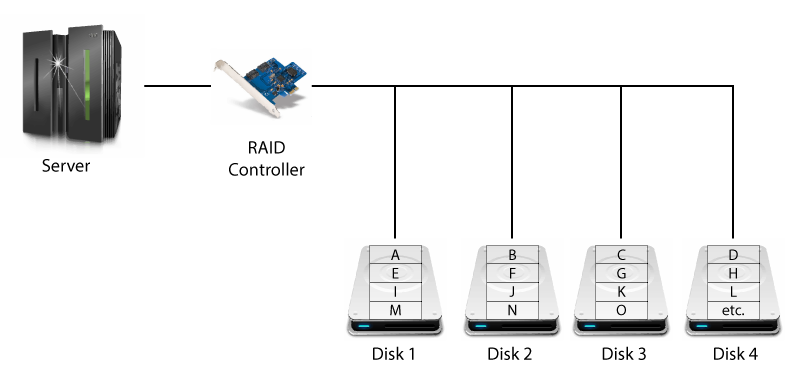 Server
RAID
Controller
A B C D
E F G H
I J K L
M N O etc.
Disk 1 Disk 2 Disk 3 Disk 4